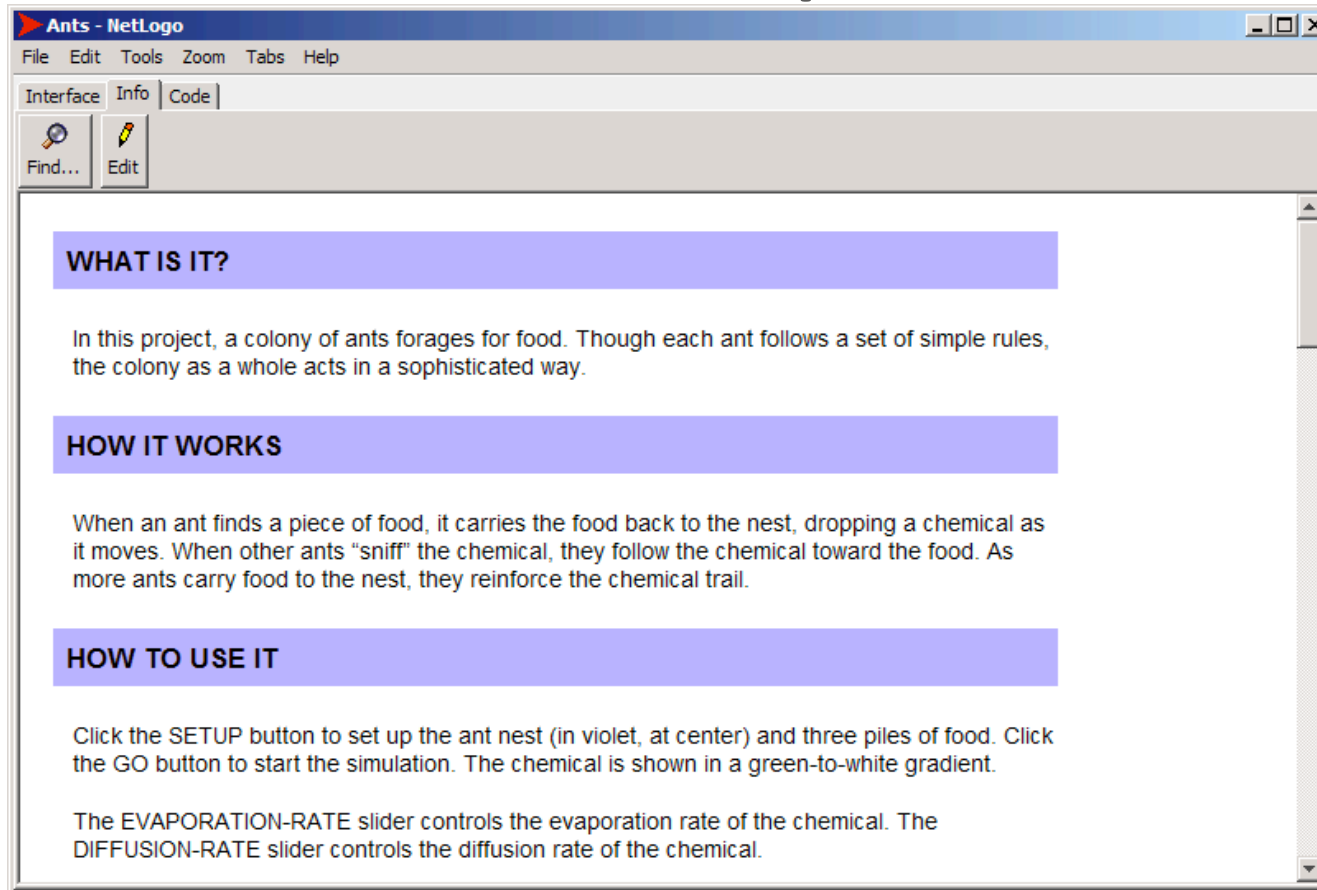 Ants - NetLogo
File Edit Tools Zoom Tabs Help
Interface Info Code
Find... Edit
WHAT IS IT?
In this project, a colony of ants forages for food. Though each ant follows a set of simple rules,
the colony as a whole acts in a sophisticated way.
HOW IT WORKS
When an ant finds a piece of food, it carries the food back to the nest, dropping a chemical as
it moves. When other ants “sniff” the chemical, they follow the chemical toward the food. As
more ants carry food to the nest, they reinforce the chemical trail.
HOW TO USE IT
Click the SETUP button to set up the ant nest (in violet, at center) and three piles of food. Click
the GO button to start the simulation. The chemical is shown in a green-to-white gradient.
The EVAPORATION-RATE slider controls the evaporation rate of the chemical. The
DIFFUSION-RATE slider controls the diffusion rate of the chemical.